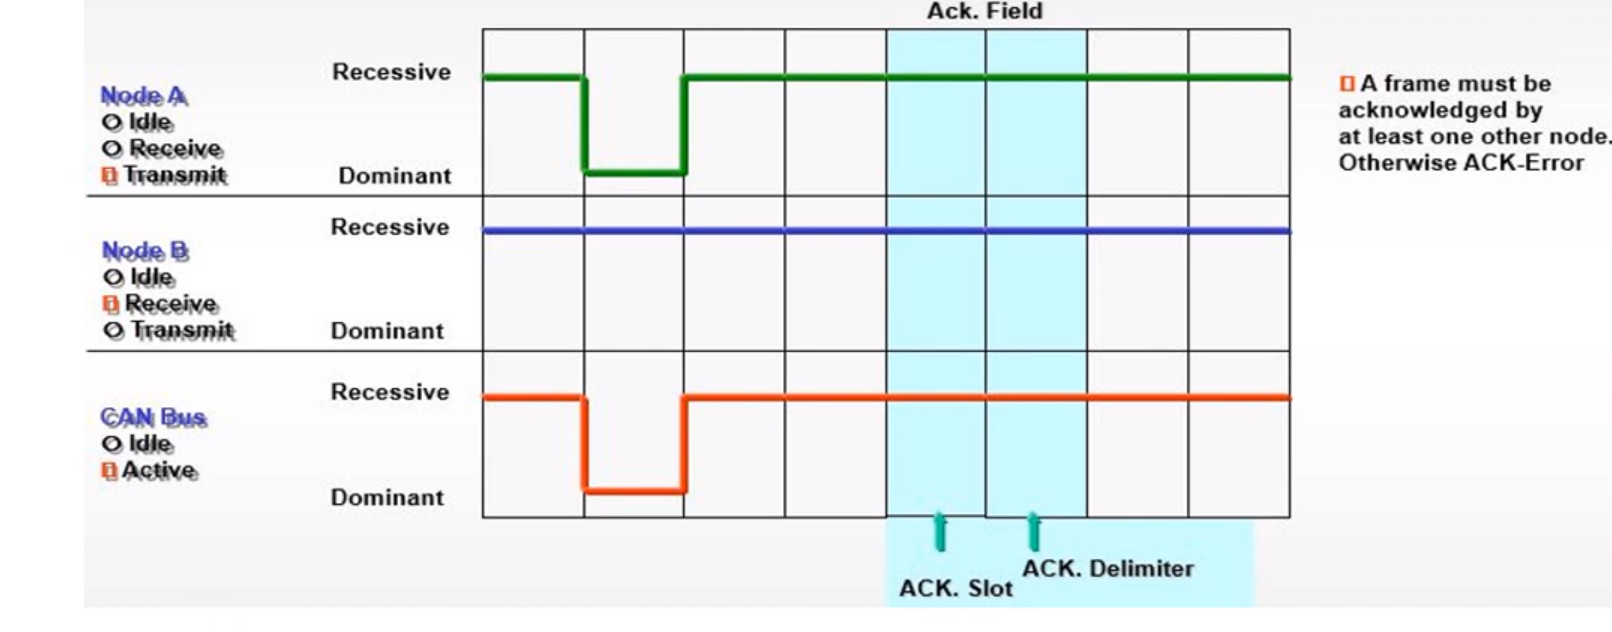 Ack. Field
Node A
Idle
Receive
Transmit
Recessive
Dominant
Node B
Idle
Receive
Transmit
Recessive
Dominant
CAN Bus
Idle
Active
Recessive
Dominant
ACK. Slot
ACK. Delimiter
A frame must be
acknowledged by
at least one other node.
Otherwise ACK-Error